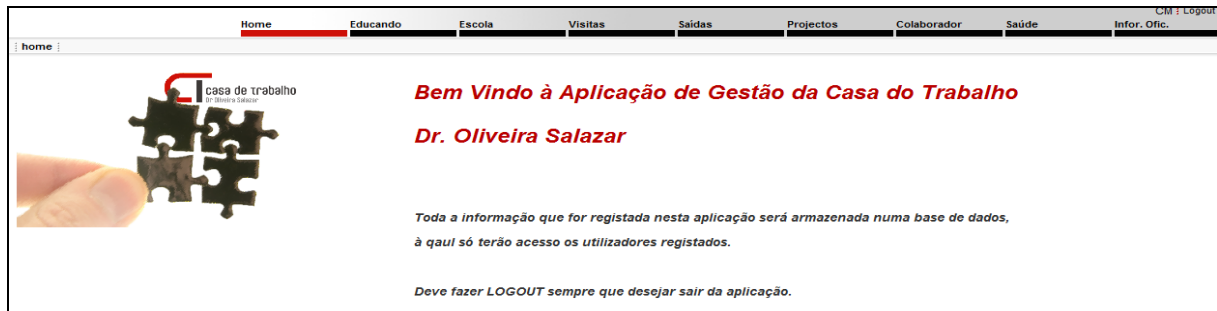 CM Logout
Home Educando Escola Visitas Saídas Projectos Colaborador Saúde Infor. Ofic.
home
casa de trabalho
Dr Oliveira Salazar
Bem Vindo à Aplicação de Gestão da Casa do Trabalho
Dr. Oliveira Salazar
Toda a informação que for registada nesta aplicação será armazenada numa base de dados,
à qaul só terão acesso os utilizadores registados.
Deve fazer LOGOUT sempre que desejar sair da aplicação.